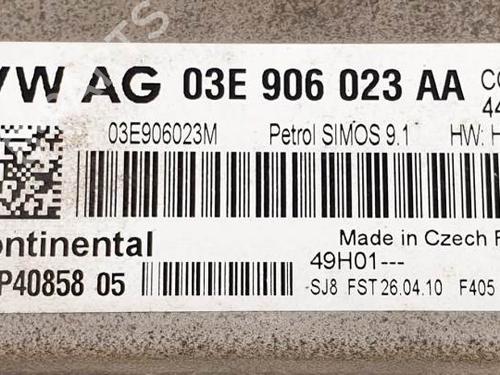 VW AG 03E 906 023 AA
03E906023M Petrol SIMOS 9.1 HW: H
Continental Made in Czech
P40858 05 49H01---
SJ8 FST 26.04.10 F405